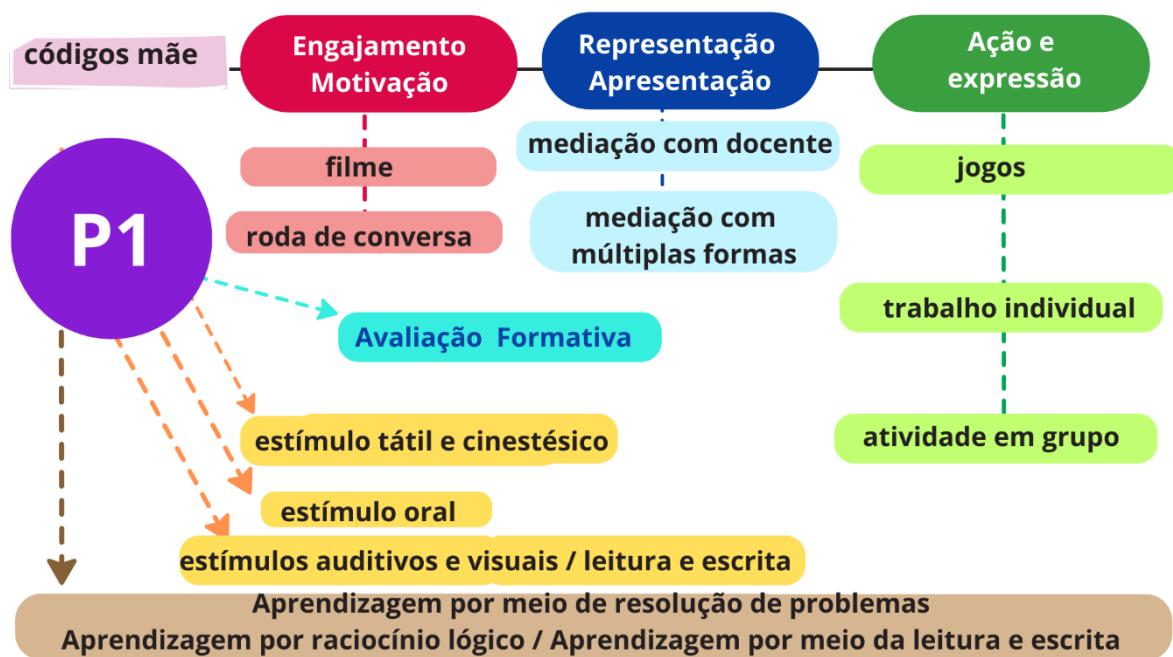 códigos mãe
Engajamento
Motivação
Representação
Apresentação
Ação e
expressão
P1
filme
roda de conversa
mediação com docente
mediação com
múltiplas formas
jogos
trabalho individual
atividade em grupo
Avaliação Formativa
estímulo tátil e cinestésico
estímulo oral
estímulos auditivos e visuais / leitura e escrita
Aprendizagem por meio de resolução de problemas
Aprendizagem por raciocínio lógico / Aprendizagem por meio da leitura e escrita